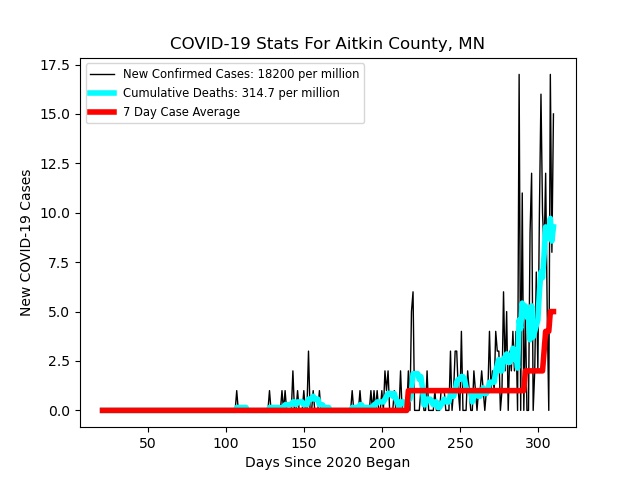 COVID-19 Stats For Aitkin County, MN
New Confirmed Cases: 18200 per million
Cumulative Deaths: 314.7 per million
7 Day Case Average
New COVID-19 Cases
17.5
15.0
12.5
10.0
7.5
5.0
2.5
0.0
50 100 150 200 250 300
Days Since 2020 Began